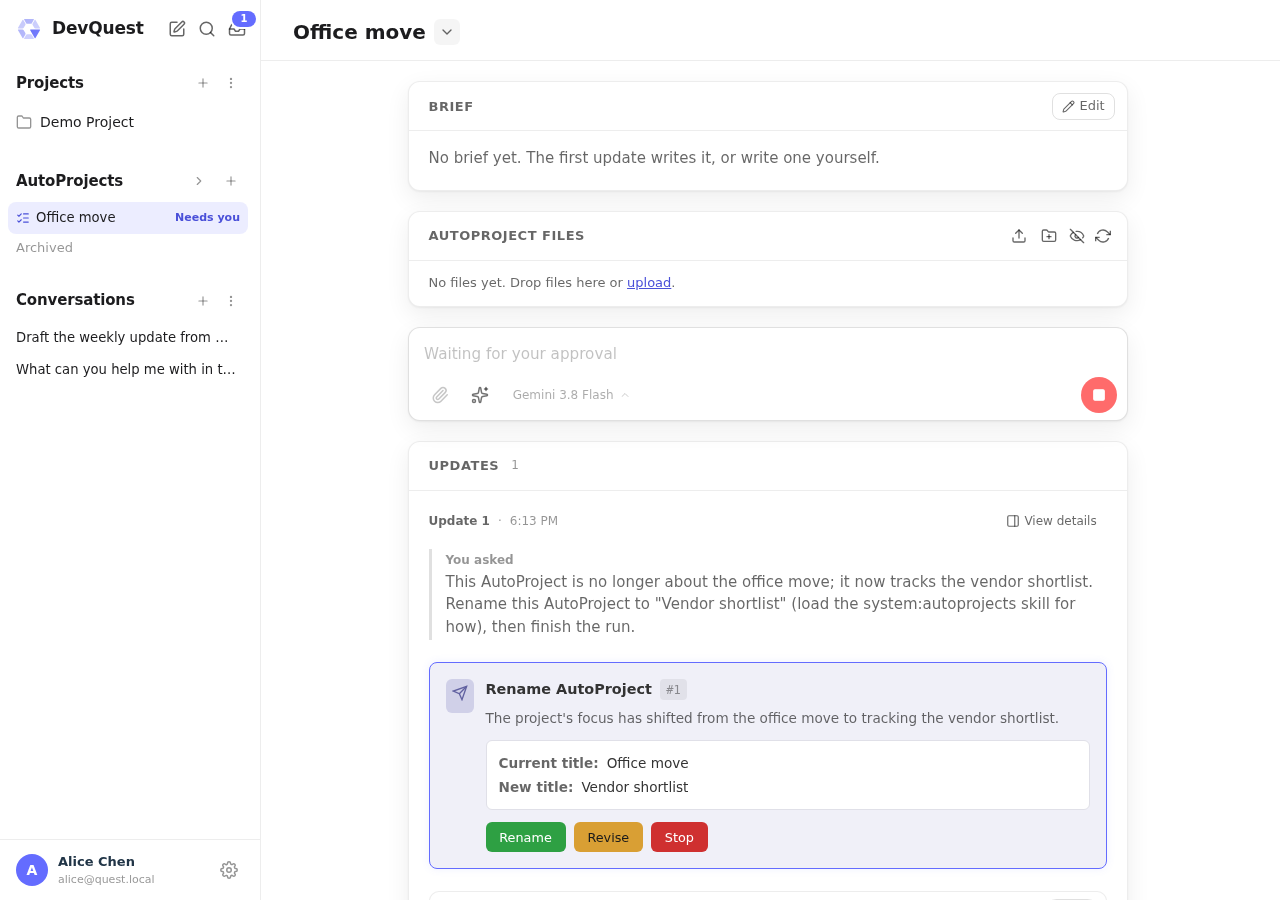 DevQuest
1
Projects
Demo Project
AutoProjects
Office move
Needs you
Archived
Conversations
Draft the weekly update from …
What can you help me with in t…
A
Alice Chen
alice@quest.local
Office move
BRIEF
Edit
No brief yet. The first update writes it, or write one yourself.
AUTOPROJECT FILES
No files yet. Drop files here or upload.
Waiting for your approval
Gemini 3.8 Flash
UPDATES 1
Update 1 · 6:13 PM
View details
You asked
This AutoProject is no longer about the office move; it now tracks the vendor shortlist.
Rename this AutoProject to "Vendor shortlist" (load the system:autoprojects skill for
how), then finish the run.
Rename AutoProject #1
The project's focus has shifted from the office move to tracking the vendor shortlist.
Current title: Office move
New title: Vendor shortlist
Rename
Revise
Stop